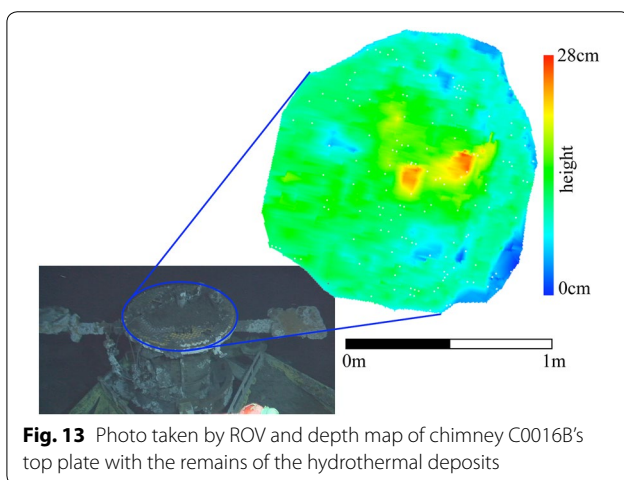 28cm
height
0cm
0m
1m
Fig. 13 Photo taken by ROV and depth map of chimney C0016B's
top plate with the remains of the hydrothermal deposits